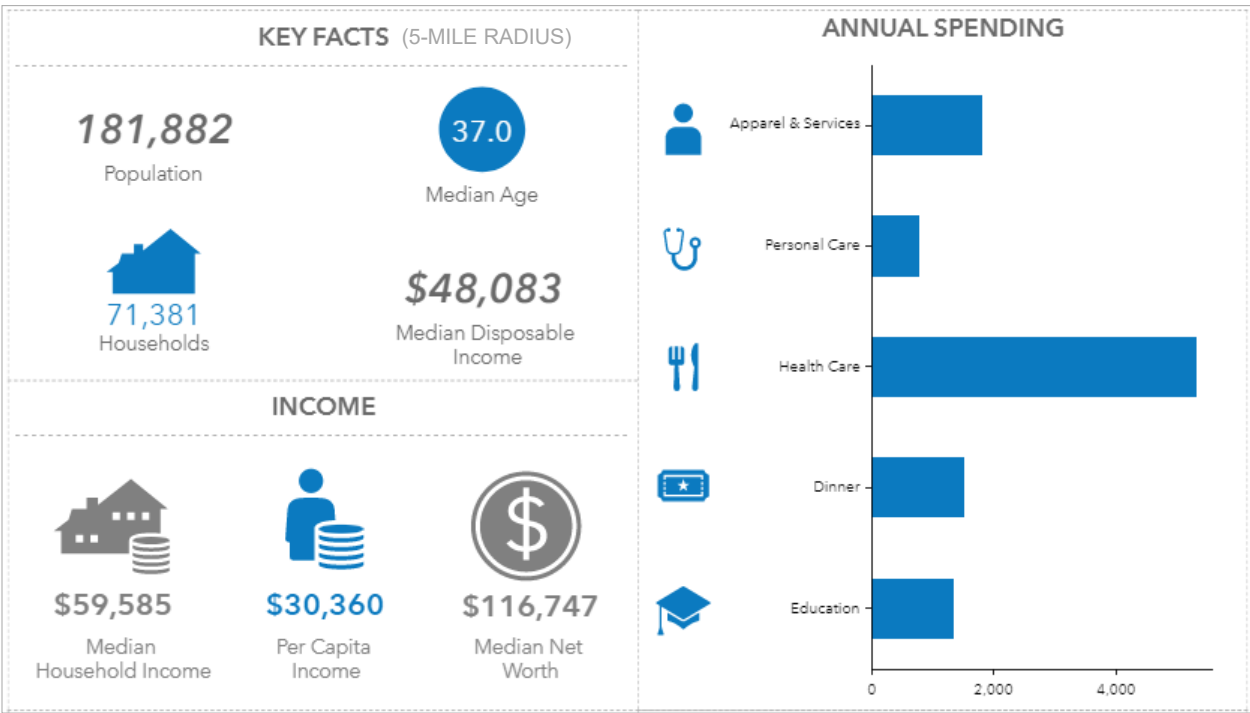 KEY FACTS (5-MILE RADIUS)
181,882
Population
37.0
Median Age
71,381
Households
$48,083
Median Disposable
Income
INCOME
$59,585
Median
Household Income
$30,360
Per Capita
Income
$116,747
Median Net
Worth
ANNUAL SPENDING
Apparel & Services
Personal Care
Health Care
Dinner
Education
0
2,000
4,000